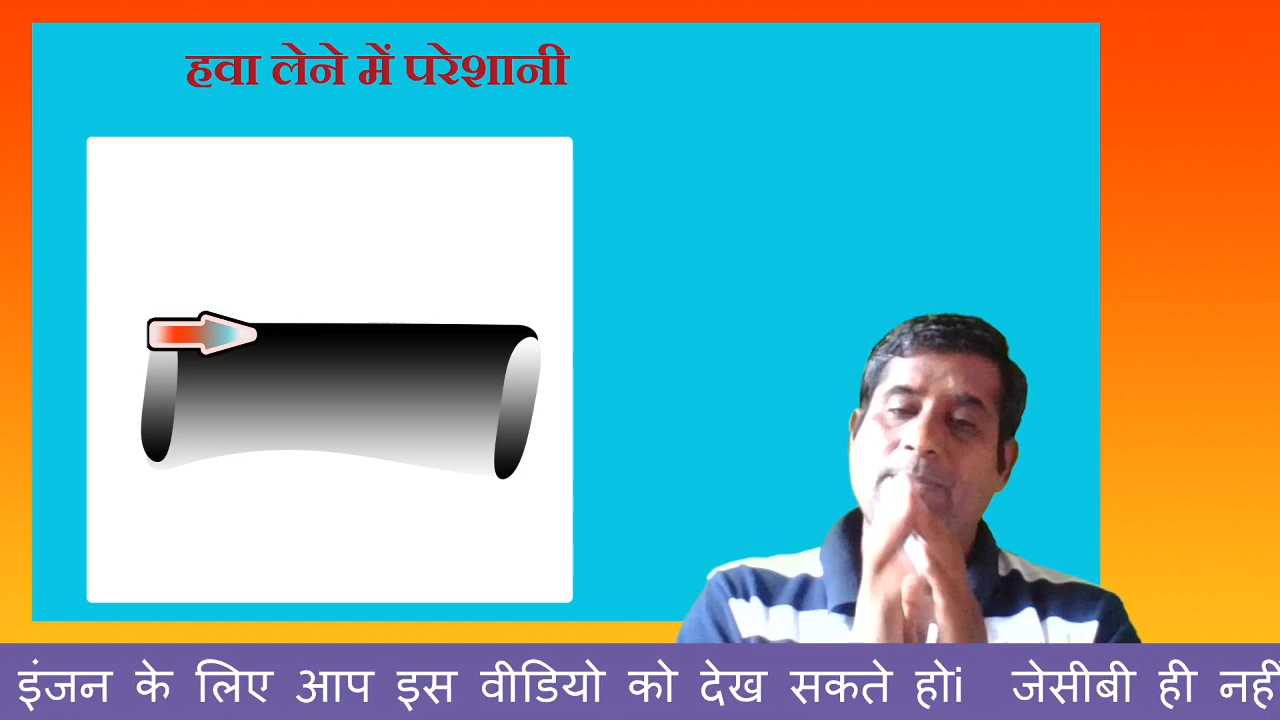 हवा लेने में परेशानी
इंजन के लिए आप इस वीडियो को देख सकते होi जेसीबी ही नही